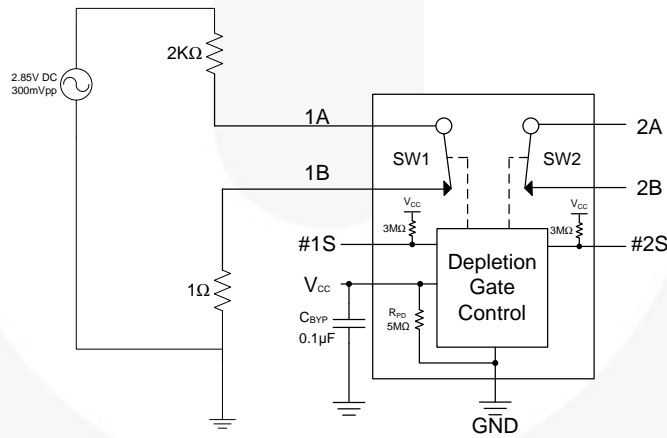 2KΩ
2.85V DC
300mVpp
1A
2A
SW1
SW2
1B
2B
VCC
VCC
3MΩ
3MΩ
#1S
#2S
Depletion
Gate
Control
VCC
1Ω
CBYP
0.1µF
RPD
5MΩ
GND